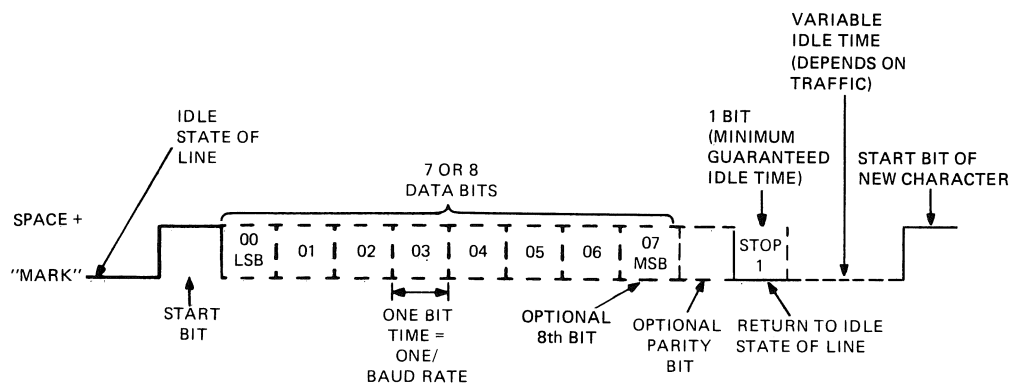 VARIABLE
IDLE TIME
(DEPENDS ON
TRAFFIC)
IDLE
STATE OF
LINE
1 BIT
(MINIMUM
GUARANTEED
IDLE TIME)
7 OR 8
DATA BITS
START BIT OF
NEW CHARACTER
SPACE +
"MARK"
00
LSB
01
02
03
04
05
06
07
MSB
STOP
1
START
BIT
ONE BIT
TIME =
ONE/
BAUD RATE
OPTIONAL
8th BIT
OPTIONAL
PARITY
BIT
RETURN TO IDLE
STATE OF LINE